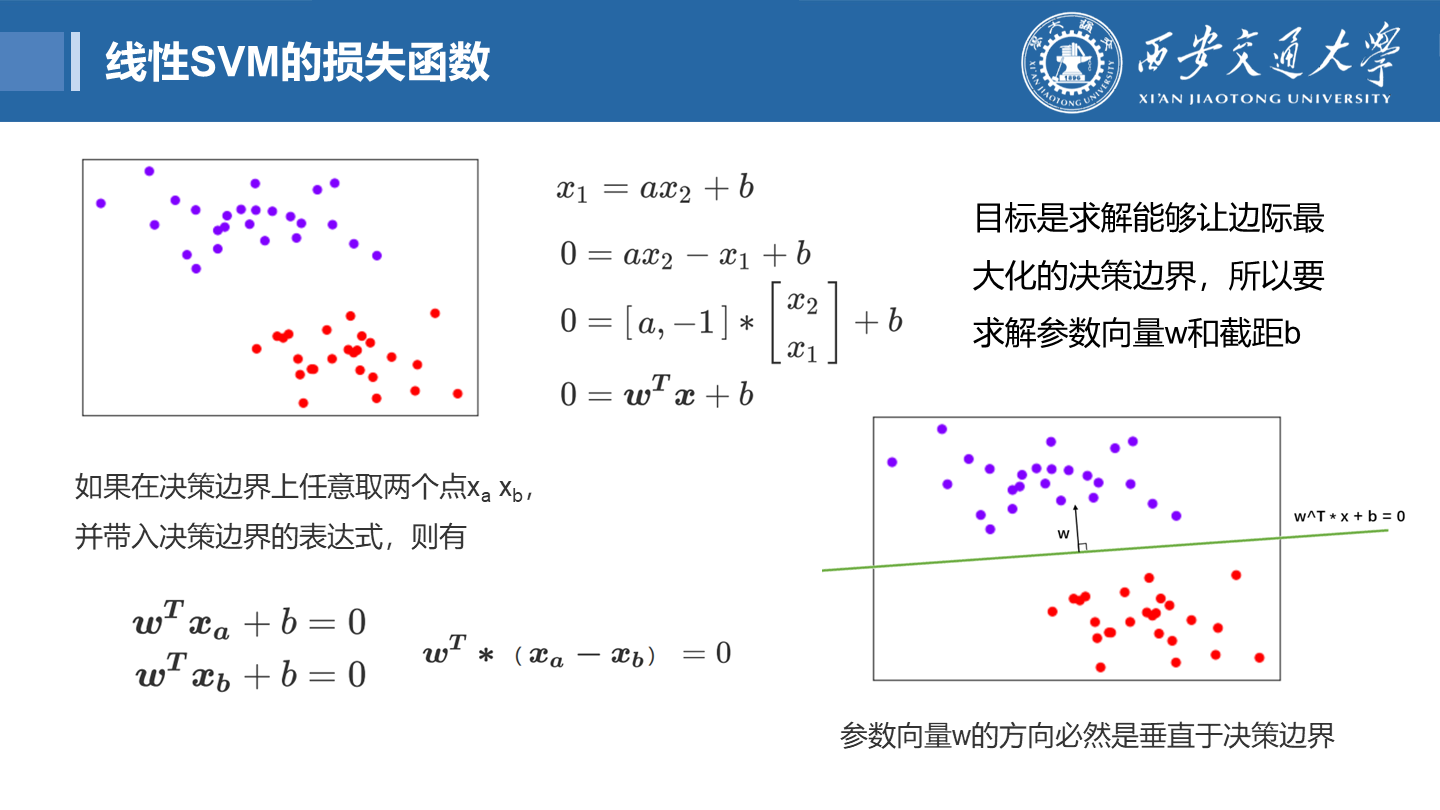 线性SVM的损失函数
西安交通大学
XI'AN JIAOTONG UNIVERSITY
XI'AN JIAOTONG UNIVERSITY
1896
x₁ = ax₂ + b
0 = ax₂ − x₁ + b
0 = [a, −1] * [x₂ x₁] + b
0 = wᵀx + b
目标是求解能够让边际最
大化的决策边界，所以要
求解参数向量w和截距b
如果在决策边界上任意取两个点xₐ x_b，
并带入决策边界的表达式，则有
wᵀxₐ + b = 0
wᵀx_b + b = 0
wᵀ * (xₐ − x_b) = 0
w^T * x + b = 0
w
参数向量w的方向必然是垂直于决策边界